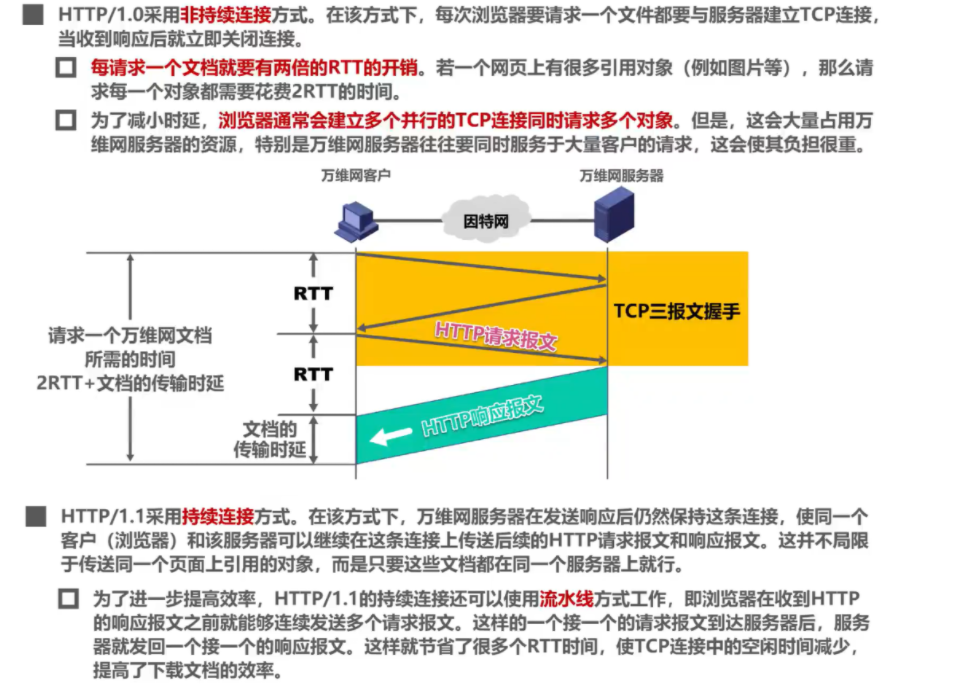 HTTP/1.0采用非持续连接方式。在该方式下，每次浏览器要请求一个文件都要与服务器建立TCP连接，
当收到响应后就立即关闭连接。
每请求一个文档就要有两倍的RTT的开销。若一个网页上有很多引用对象（例如图片等），那么请
求每一个对象都需要花费2RTT的时间。
为了减小时延，浏览器通常会建立多个并行的TCP连接同时请求多个对象。但是，这会大量占用万
维网服务器的资源，特别是万维网服务器往往要同时服务于大量客户的请求，这会使其负担很重。
万维网客户
万维网服务器
因特网
RTT
TCP三报文握手
HTTP请求报文
请求一个万维网文档
所需的时间
2RTT+文档的传输时延
RTT
HTTP响应报文
文档的
传输时延
HTTP/1.1采用持续连接方式。在该方式下，万维网服务器在发送响应后仍然保持这条连接，使同一个
客户（浏览器）和该服务器可以继续在这条连接上传送后续的HTTP请求报文和响应报文。这并不局限
于传送同一个页面上引用的对象，而是只要这些文档都在同一个服务器上就行。
为了进一步提高效率，HTTP/1.1的持续连接还可以使用流水线方式工作，即浏览器在收到HTTP
的响应报文之前就能够连续发送多个请求报文。这样的一个接一个的请求报文到达服务器后，服务
器就发回一个接一个的响应报文。这样就节省了很多个RTT时间，使TCP连接中的空闲时间减少，
提高了下载文档的效率。